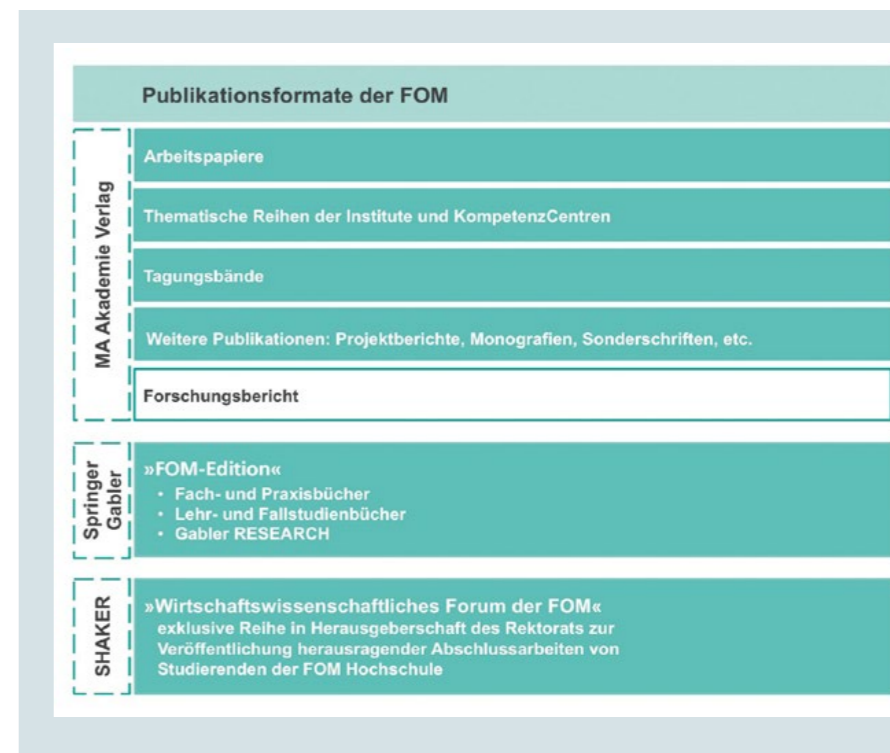 Publikationsformate der FOM
MA Akademie Verlag
Arbeitspapiere
Thematische Reihen der Institute und KompetenzCentren
Tagungsbände
Weitere Publikationen: Projektberichte, Monografien, Sonderschriften, etc.
Forschungsbericht
Springer
Gabler
»FOM-Edition«
• Fach- und Praxisbücher
• Lehr- und Fallstudienbücher
• Gabler RESEARCH
SHAKER
»Wirtschaftswissenschaftliches Forum der FOM«
exklusive Reihe in Herausgeberschaft des Rektorats zur
Veröffentlichung herausragender Abschlussarbeiten von
Studierenden der FOM Hochschule